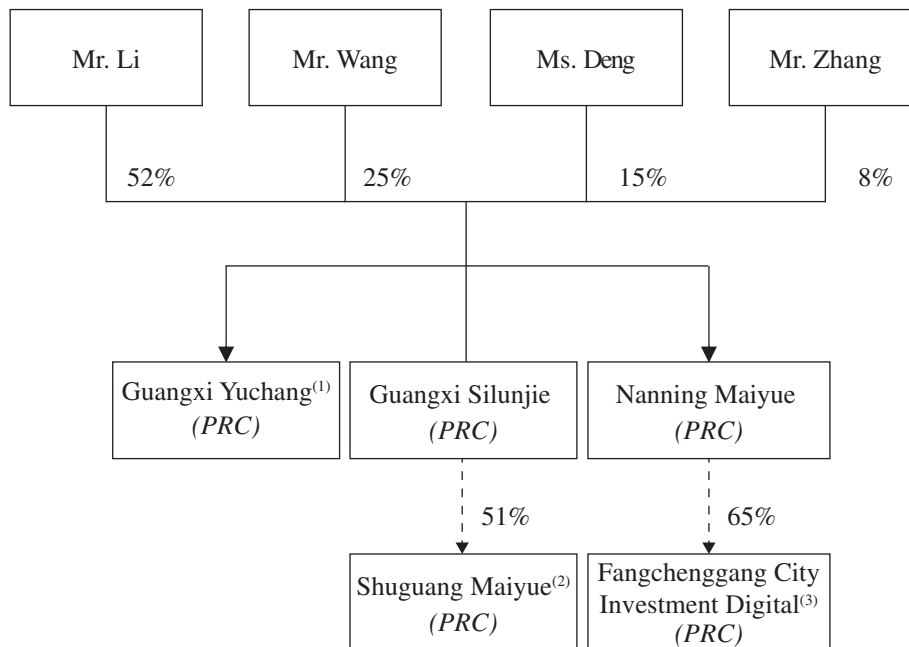 Mr. Li
Mr. Wang
Ms. Deng
Mr. Zhang
52%
25%
15%
8%
Guangxi Yuchang(1)
(PRC)
Guangxi Silunjie
(PRC)
Nanning Maiyue
(PRC)
51%
65%
Shuguang Maiyue(2)
(PRC)
Fangchenggang City
Investment Digital(3)
(PRC)